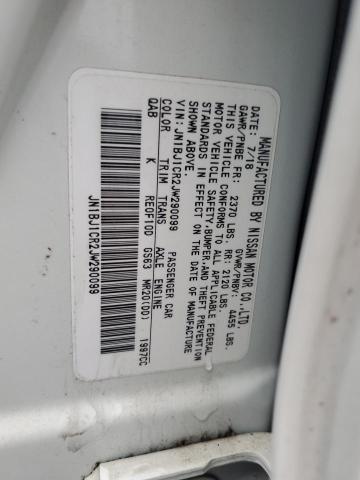 MANUFACTURED BY NISSAN MOTOR CO.,LTD.
DATE: 7/18 GVWR/PNBV: 4455 LBS.
GAWR/PNBE FR: 2370 LBS. RR: 2120 LBS.
THIS VEHICLE CONFORMS TO ALL APPLICABLE
MOTOR VEHICLE SAFETY,BUMPER,AND THEFT PREVENTION
STANDARDS IN EFFECT ON THE DATE OF MANUFACTURE
SHOWN ABOVE.
VIN: JN1BJ1CR2JW290099 PASSENGER CAR
COLOR TRIM TRANS AXLE ENGINE
QAB K RE0F10D GS63 MR20(DD) 1997CC
JN1BJ1CR2JW290099